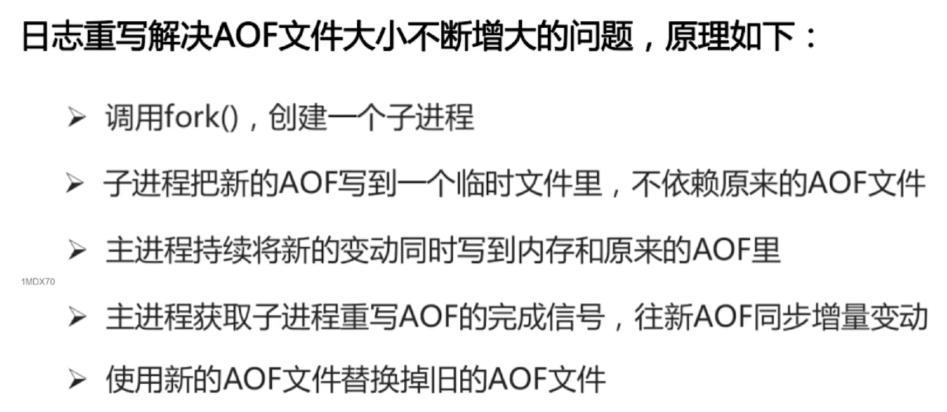 日志重写解决AOF文件大小不断增大的问题，原理如下：
➢ 调用fork()，创建一个子进程
➢ 子进程把新的AOF写到一个临时文件里，不依赖原来的AOF文件
➢ 主进程持续将新的变动同时写到内存和原来的AOF里
1MDX70
➢ 主进程获取子进程重写AOF的完成信号，往新AOF同步增量变动
➢ 使用新的AOF文件替换掉旧的AOF文件